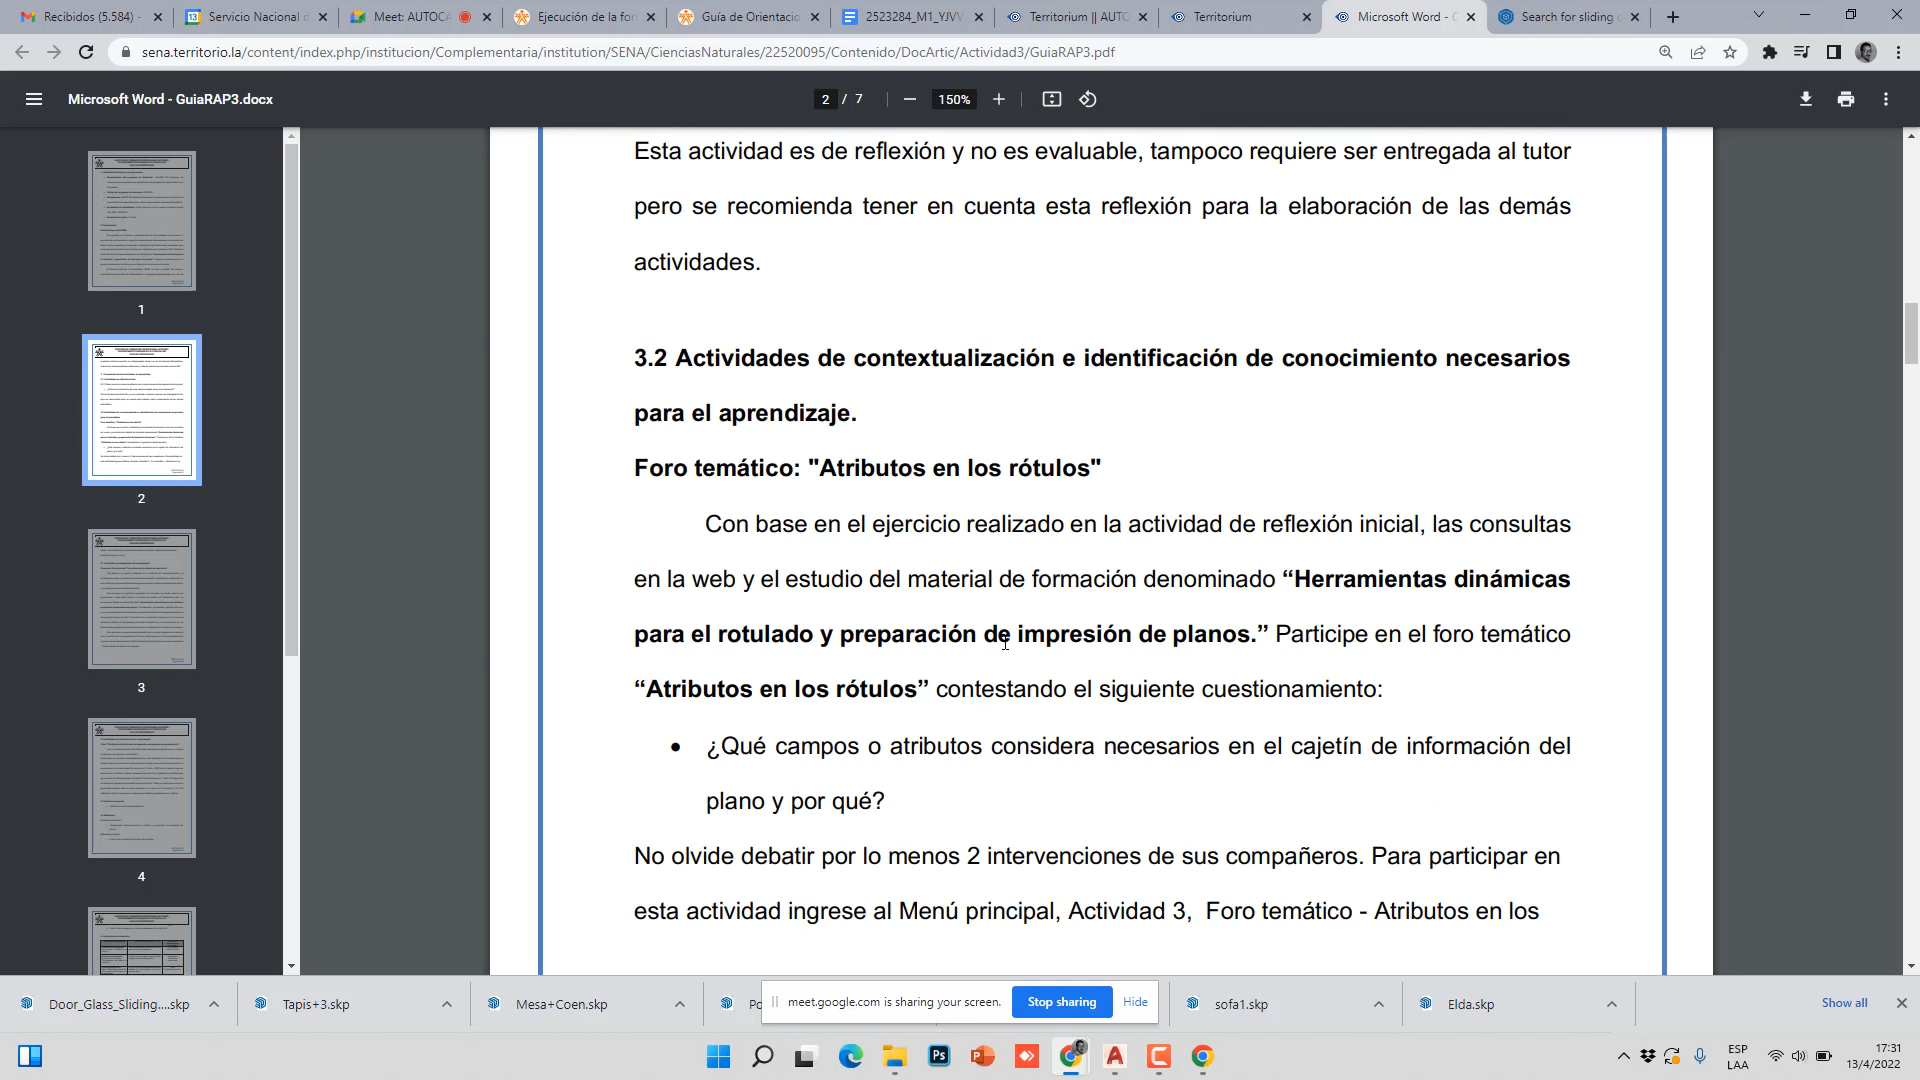 Recibidos (5.584) -
Servicio Nacional d
Meet: AUTOCA
Ejecución de la for
Guía de Orientacio
2523284_M1_YJVV
Territorium || AUTO
Territorium
Microsoft Word - G
Search for sliding d
sena.territorio.la/content/index.php/institucion/Complementaria/institution/SENA/CienciasNaturales/22520095/Contenido/DocArtic/Actividad3/GuiaRAP3.pdf
Microsoft Word - GuiaRAP3.docx
2 / 7
150%
1
2
3
4
Esta actividad es de reflexión y no es evaluable, tampoco requiere ser entregada al tutor
pero se recomienda tener en cuenta esta reflexión para la elaboración de las demás
actividades.
3.2 Actividades de contextualización e identificación de conocimiento necesarios
para el aprendizaje.
Foro temático: "Atributos en los rótulos"
Con base en el ejercicio realizado en la actividad de reflexión inicial, las consultas
en la web y el estudio del material de formación denominado “Herramientas dinámicas
para el rotulado y preparación de impresión de planos.” Participe en el foro temático
“Atributos en los rótulos” contestando el siguiente cuestionamiento:
• ¿Qué campos o atributos considera necesarios en el cajetín de información del
plano y por qué?
No olvide debatir por lo menos 2 intervenciones de sus compañeros. Para participar en
esta actividad ingrese al Menú principal, Actividad 3, Foro temático - Atributos en los
Door_Glass_Sliding....skp
Tapis+3.skp
Mesa+Coen.skp
Po
meet.google.com is sharing your screen.
Stop sharing
Hide
sofa1.skp
Elda.skp
Show all
ESP
LAA
17:31
13/4/2022